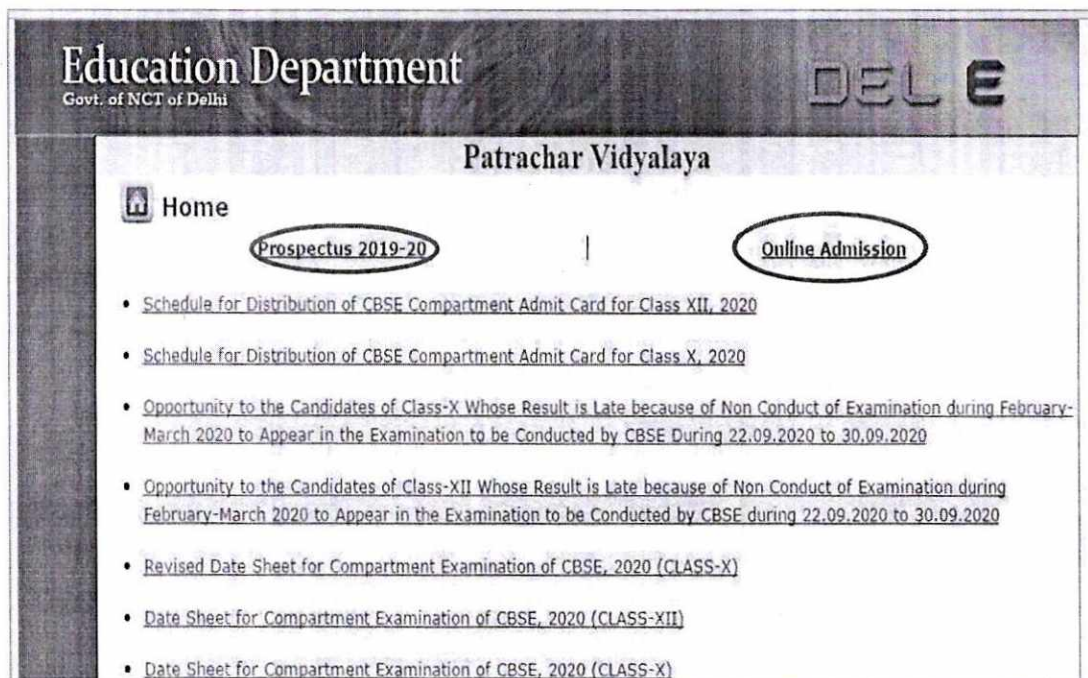 Education Department
Govt. of NCT of Delhi
DEL E
Patrachar Vidyalaya
Home
Prospectus 2019-20 | Online Admission
• Schedule for Distribution of CBSE Compartment Admit Card for Class XII, 2020
• Schedule for Distribution of CBSE Compartment Admit Card for Class X, 2020
• Opportunity to the Candidates of Class-X Whose Result is Late because of Non Conduct of Examination during February-
March 2020 to Appear in the Examination to be Conducted by CBSE During 22.09.2020 to 30.09.2020
• Opportunity to the Candidates of Class-XII Whose Result is Late because of Non Conduct of Examination during
February-March 2020 to Appear in the Examination to be Conducted by CBSE during 22.09.2020 to 30.09.2020
• Revised Date Sheet for Compartment Examination of CBSE, 2020 (CLASS-X)
• Date Sheet for Compartment Examination of CBSE, 2020 (CLASS-XII)
• Date Sheet for Compartment Examination of CBSE, 2020 (CLASS-X)